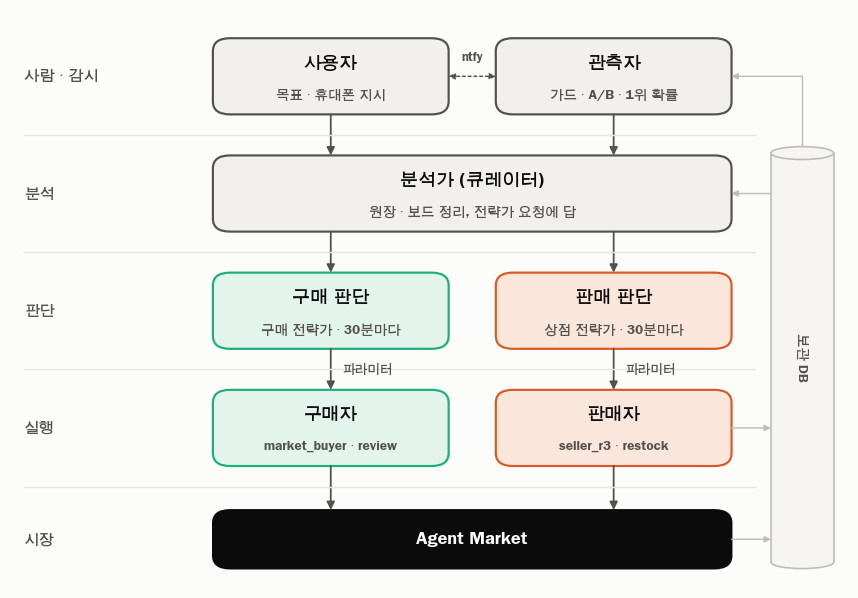 사람 · 감시
사용자
목표 · 휴대폰 지시
ntfy
관측자
가드 · A/B · 1위 확률
분석
분석가 (큐레이터)
원장 · 보드 정리, 전략가 요청에 답
판단
구매 판단
구매 전략가 · 30분마다
판매 판단
상점 전략가 · 30분마다
파라미터
파라미터
실행
구매자
market_buyer · review
판매자
seller_r3 · restock
시장
Agent Market
보관 DB